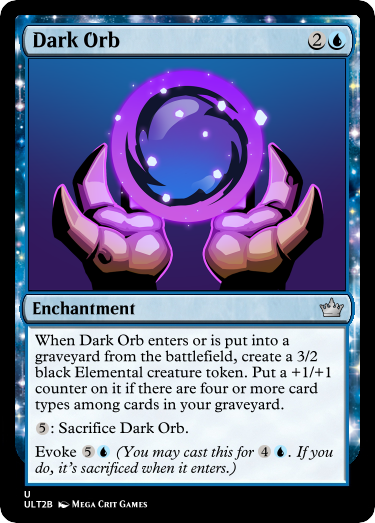 Dark Orb 2
Enchantment
When Dark Orb enters or is put into a
graveyard from the battlefield, create a 3/2
black Elemental creature token. Put a +1/+1
counter on it if there are four or more card
types among cards in your graveyard.
5: Sacrifice Dark Orb.
Evoke 5 (You may cast this for 4 . If you
do, it's sacrificed when it enters.)
U
ULT2B Mega Crit Games